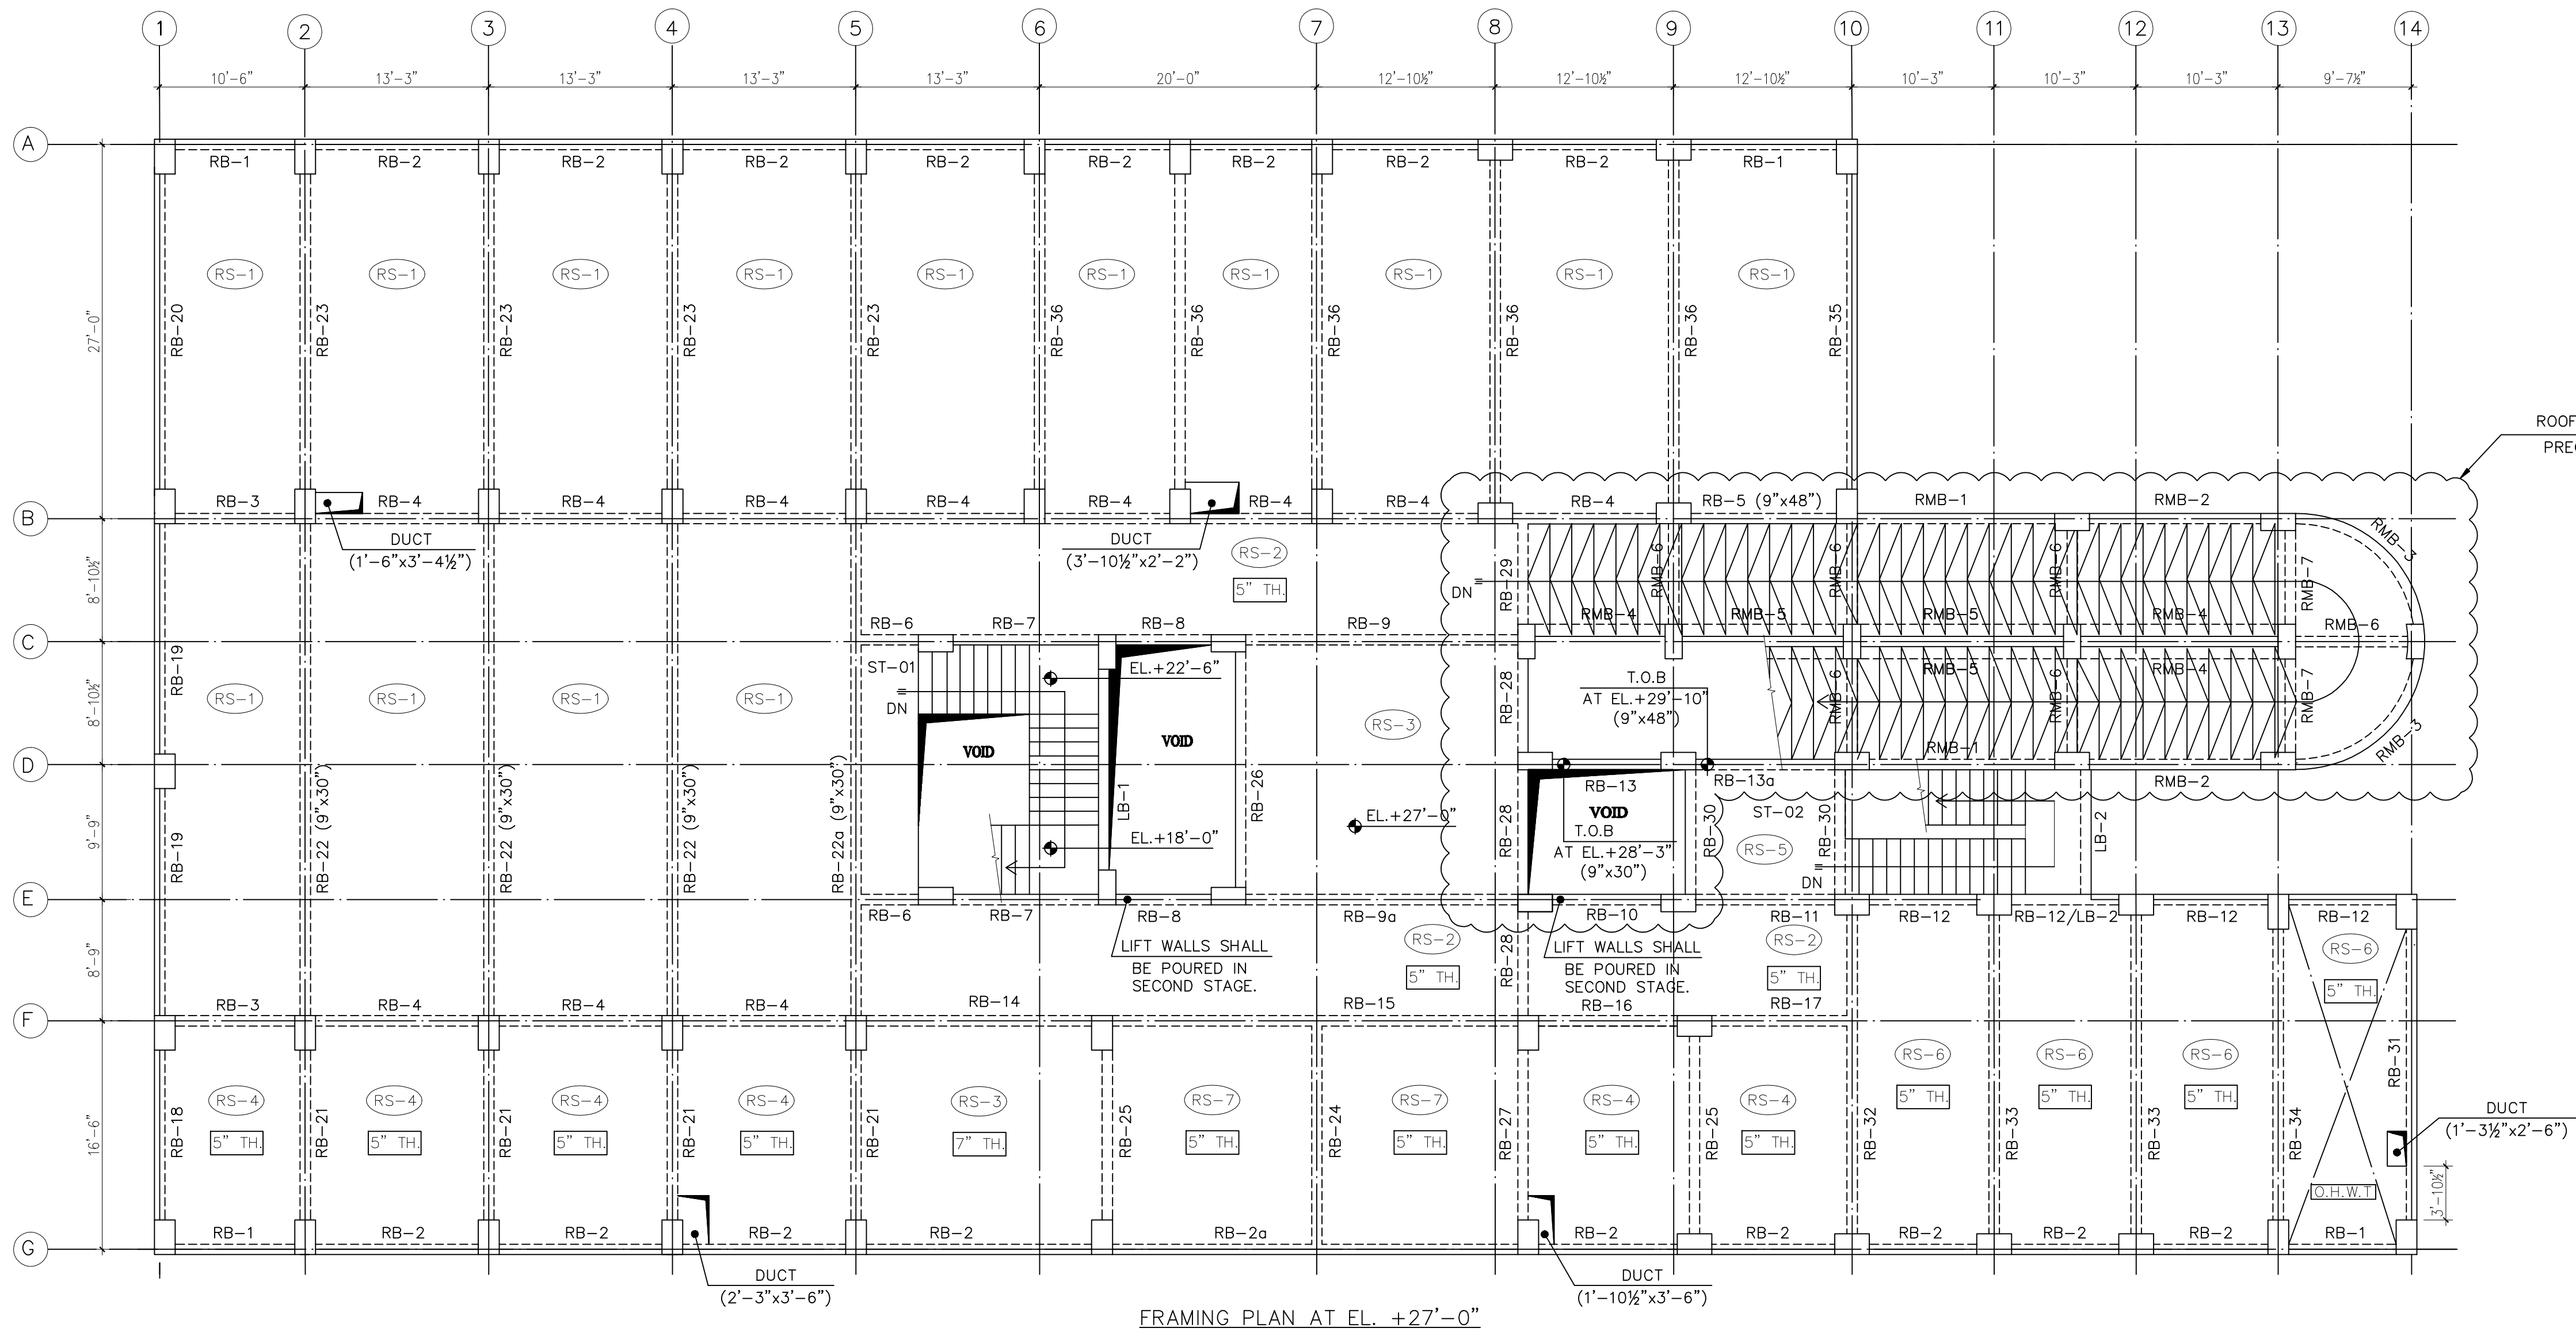 1 2 3 4 5 6 7 8 9 10 11 12 13 14
10'-6" 13'-3" 13'-3" 13'-3" 13'-3" 20'-0" 12'-10½" 12'-10½" 12'-10½" 10'-3" 10'-3" 10'-3" 9'-7½"
A
RB-1 RB-2 RB-2 RB-2 RB-2 RB-2 RB-2 RB-2 RB-2 RB-1
RS-1 RS-1 RS-1 RS-1 RS-1 RS-1 RS-1 RS-1 RS-1 RS-1
27'-0"
RB-20 RB-23 RB-23 RB-23 RB-23 RB-36 RB-36 RB-36 RB-36 RB-36 RB-35
ROOF
PREC
RB-3 RB-4 RB-4 RB-4 RB-4 RB-4 RB-4 RB-4 RB-4 RB-5 (9"x48") RMB-1 RMB-2
B
DUCT
(1'-6"x3'-4½")
DUCT
(3'-10½"x2'-2")
RS-2
5" TH.
8'-10½"
DN
RB-29 RMB-6 RMB-6 RMB-6 RMB-7 RMB-3
RMB-4 RMB-5 RMB-5 RMB-4
RB-6 RB-7 RB-8 RB-9 RMB-6
C
RMB-5 RMB-4
RB-19 ST-01 EL.+22'-6" RB-28 T.O.B
AT EL.+29'-10"
(9"x48")
8'-10½"
RS-1 RS-1 RS-1 RS-1 DN RS-3
RMB-6 RMB-6 RMB-7 RMB-3
VOID VOID
RMB-1
D
RB-13 RB-13a RMB-2
9'-9"
RB-19 RB-22 (9"x30") RB-22 (9"x30") RB-22 (9"x30") RB-22a (9"x30") LB-1 RB-26 RB-28 RB-30 RB-30 LB-2
EL.+27'-0"
VOID
ST-02
T.O.B
AT EL.+28'-3"
(9"x30")
EL.+18'-0"
RS-5
DN
E
RB-6 RB-7 RB-8 RB-9a RB-10 RB-11 RB-12 RB-12/LB-2 RB-12 RB-12
8'-9"
LIFT WALLS SHALL
BE POURED IN
SECOND STAGE.
RS-2
5" TH.
RB-28
LIFT WALLS SHALL
BE POURED IN
SECOND STAGE.
RS-2
5" TH.
RS-6
5" TH.
RB-3 RB-4 RB-4 RB-4 RB-14 RB-15 RB-16 RB-17
F
RS-6 RS-6 RS-6
5" TH. 5" TH. 5" TH.
RS-4 RS-4 RS-4 RS-4 RS-3 RS-7 RS-7 RS-4 RS-4
5" TH. 5" TH. 5" TH. 5" TH. 7" TH. 5" TH. 5" TH. 5" TH. 5" TH.
16'-6"
RB-18 RB-21 RB-21 RB-21 RB-21 RB-25 RB-24 RB-27 RB-25 RB-32 RB-33 RB-33 RB-34 RB-31
DUCT
(1'-3½"x2'-6")
O.H.W.T
3'-10½"
RB-1 RB-2 RB-2 RB-2 RB-2 RB-2a RB-2 RB-2 RB-2 RB-2 RB-2 RB-1
G
DUCT
(2'-3"x3'-6")
DUCT
(1'-10½"x3'-6")
FRAMING PLAN AT EL. +27'-0"